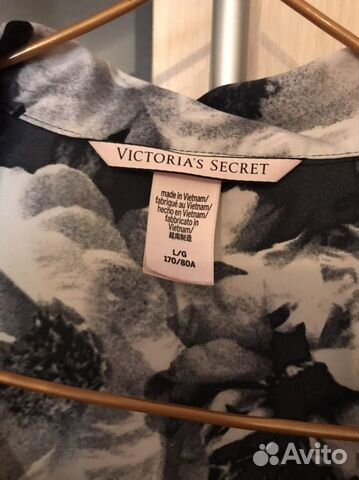 VICTORIA'S SECRET
made in Vietnam/
fabriqué au Vietnam/
hecho en Vietnam/
fabbricato in
Vietnam/
越南制造
L/G
170/80A
Avito